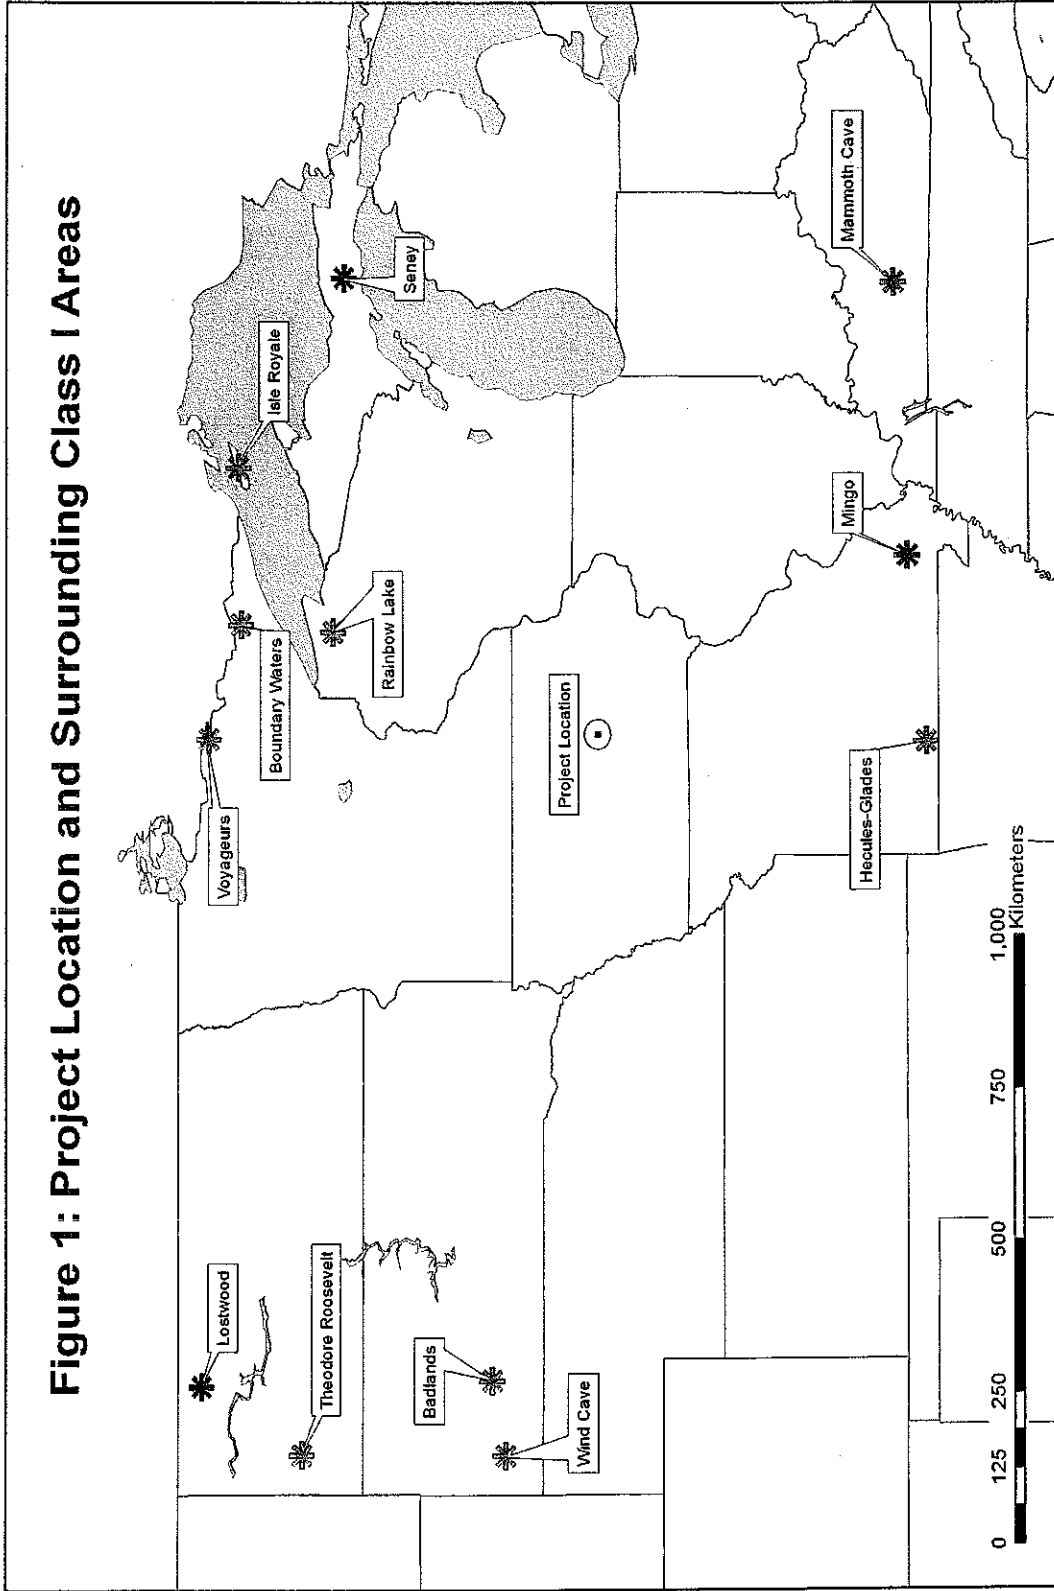 Figure 1: Project Location and Surrounding Class I Areas
Lostwood
Theodore Roosevelt
Badlands
Wind Cave
Voyageurs
Boundary Waters
Isle Royale
Rainbow Lake
Seney
Project Location
Hecules-Glades
Mingo
Mammoth Cave
0 125 250 500 750 1,000
Kilometers